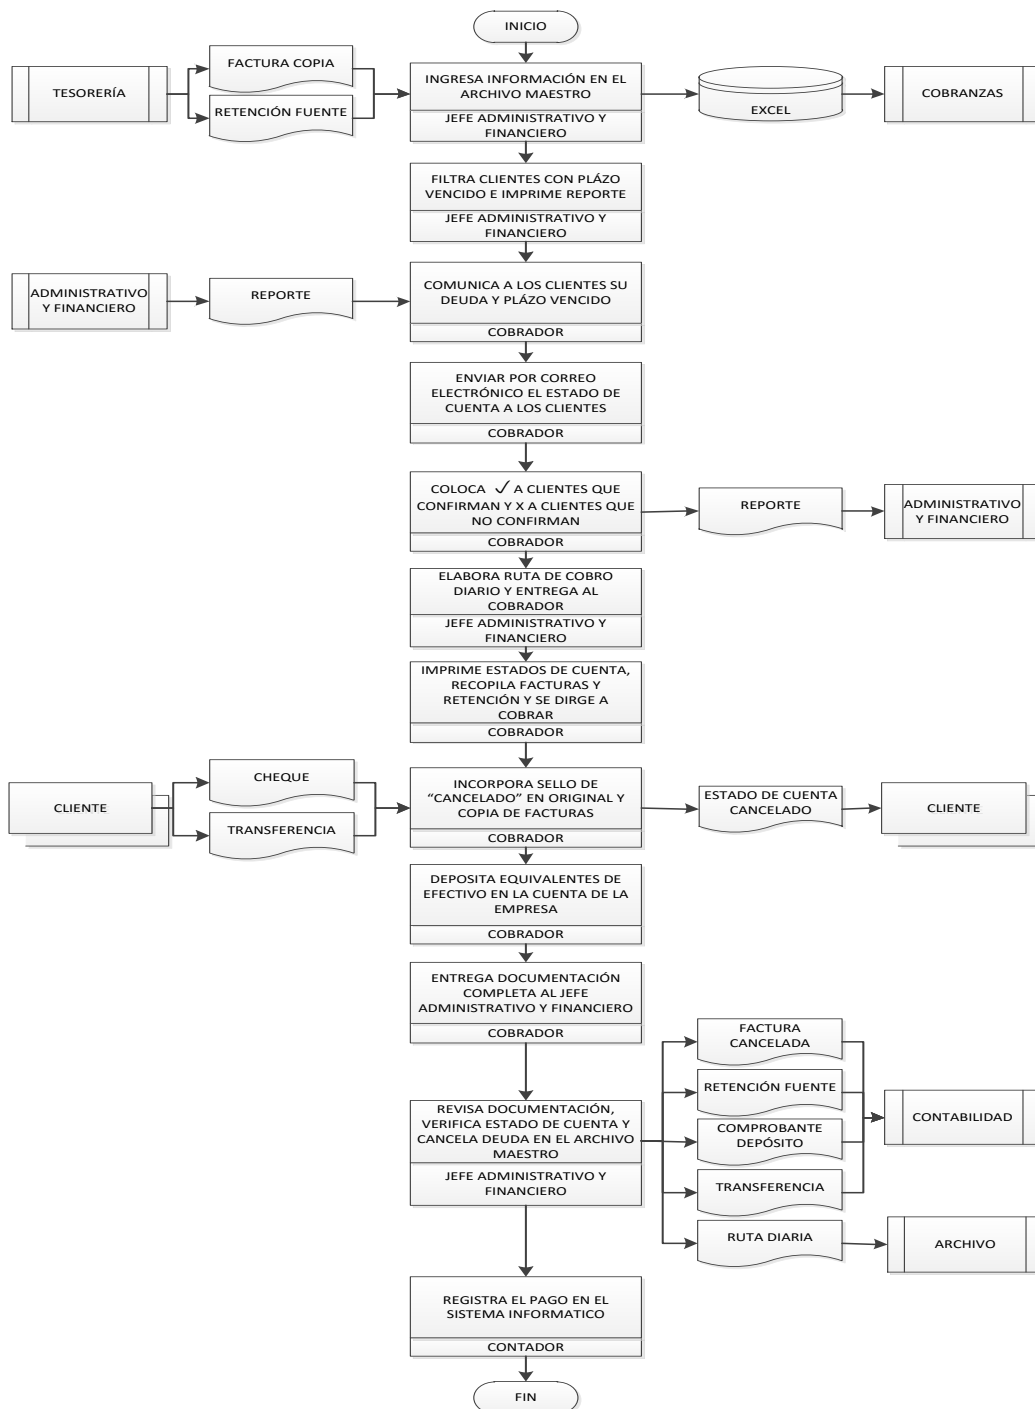 INICIO
FACTURA COPIA
TESORERÍA
RETENCIÓN FUENTE
INGRESA INFORMACIÓN EN EL
ARCHIVO MAESTRO
JEFE ADMINISTRATIVO Y
FINANCIERO
EXCEL
COBRANZAS
FILTRA CLIENTES CON PLÁZO
VENCIDO E IMPRIME REPORTE
JEFE ADMINISTRATIVO Y
FINANCIERO
ADMINISTRATIVO
Y FINANCIERO
REPORTE
COMUNICA A LOS CLIENTES SU
DEUDA Y PLÁZO VENCIDO
COBRADOR
ENVIAR POR CORREO
ELECTRÓNICO EL ESTADO DE
CUENTA A LOS CLIENTES
COBRADOR
COLOCA ✓ A CLIENTES QUE
CONFIRMAN Y X A CLIENTES QUE
NO CONFIRMAN
COBRADOR
REPORTE
ADMINISTRATIVO
Y FINANCIERO
ELABORA RUTA DE COBRO
DIARIO Y ENTREGA AL
COBRADOR
JEFE ADMINISTRATIVO Y
FINANCIERO
IMPRIME ESTADOS DE CUENTA,
RECOPILA FACTURAS Y
RETENCIÓN Y SE DIRGE A
COBRAR
COBRADOR
CLIENTE
CHEQUE
TRANSFERENCIA
INCORPORA SELLO DE
“CANCELADO” EN ORIGINAL Y
COPIA DE FACTURAS
COBRADOR
ESTADO DE CUENTA
CANCELADO
CLIENTE
DEPOSITA EQUIVALENTES DE
EFECTIVO EN LA CUENTA DE LA
EMPRESA
COBRADOR
ENTREGA DOCUMENTACIÓN
COMPLETA AL JEFE
ADMINISTRATIVO Y FINANCIERO
COBRADOR
REVISA DOCUMENTACIÓN,
VERIFICA ESTADO DE CUENTA Y
CANCELA DEUDA EN EL ARCHIVO
MAESTRO
JEFE ADMINISTRATIVO Y
FINANCIERO
FACTURA
CANCELADA
RETENCIÓN FUENTE
COMPROBANTE
DEPÓSITO
TRANSFERENCIA
RUTA DIARIA
CONTABILIDAD
ARCHIVO
REGISTRA EL PAGO EN EL
SISTEMA INFORMATICO
CONTADOR
FIN